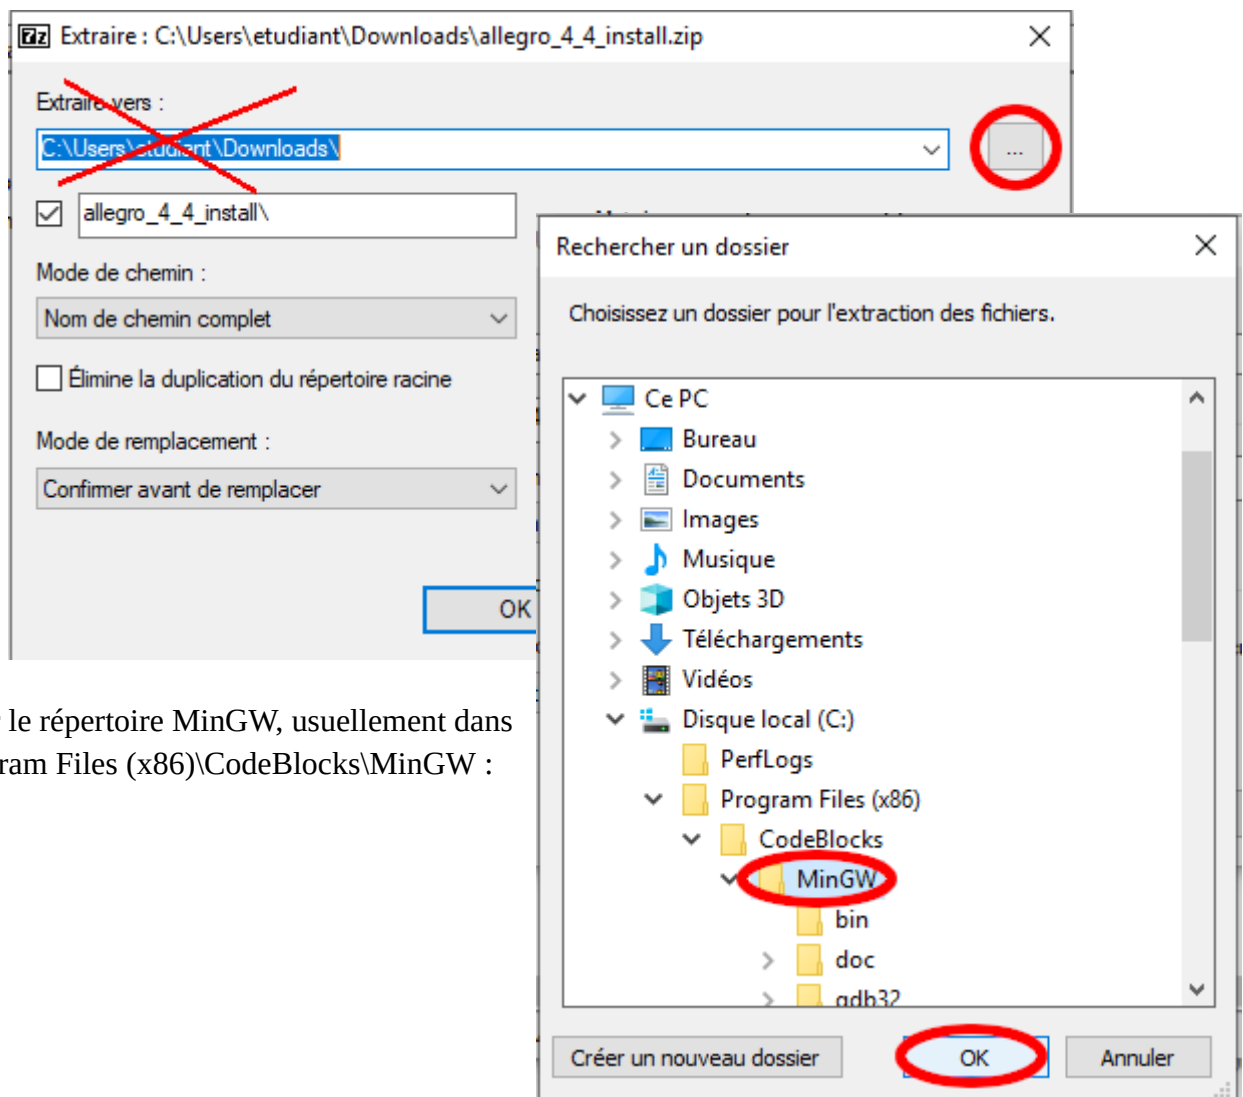 7z Extraire : C:\Users\etudiant\Downloads\allegro_4_4_install.zip
Extraire vers :
C:\Users\etudiant\Downloads\
...
allegro_4_4_install\
Mode de chemin :
Nom de chemin complet
Élimine la duplication du répertoire racine
Mode de remplacement :
Confirmer avant de remplacer
OK
le répertoire MinGW, usuellement dans
ram Files (x86)\CodeBlocks\MinGW :
Rechercher un dossier
Choisissez un dossier pour l'extraction des fichiers.
Ce PC
Bureau
Documents
Images
Musique
Objets 3D
Téléchargements
Vidéos
Disque local (C:)
PerfLogs
Program Files (x86)
CodeBlocks
MinGW
bin
doc
gdb32
Créer un nouveau dossier
OK
Annuler